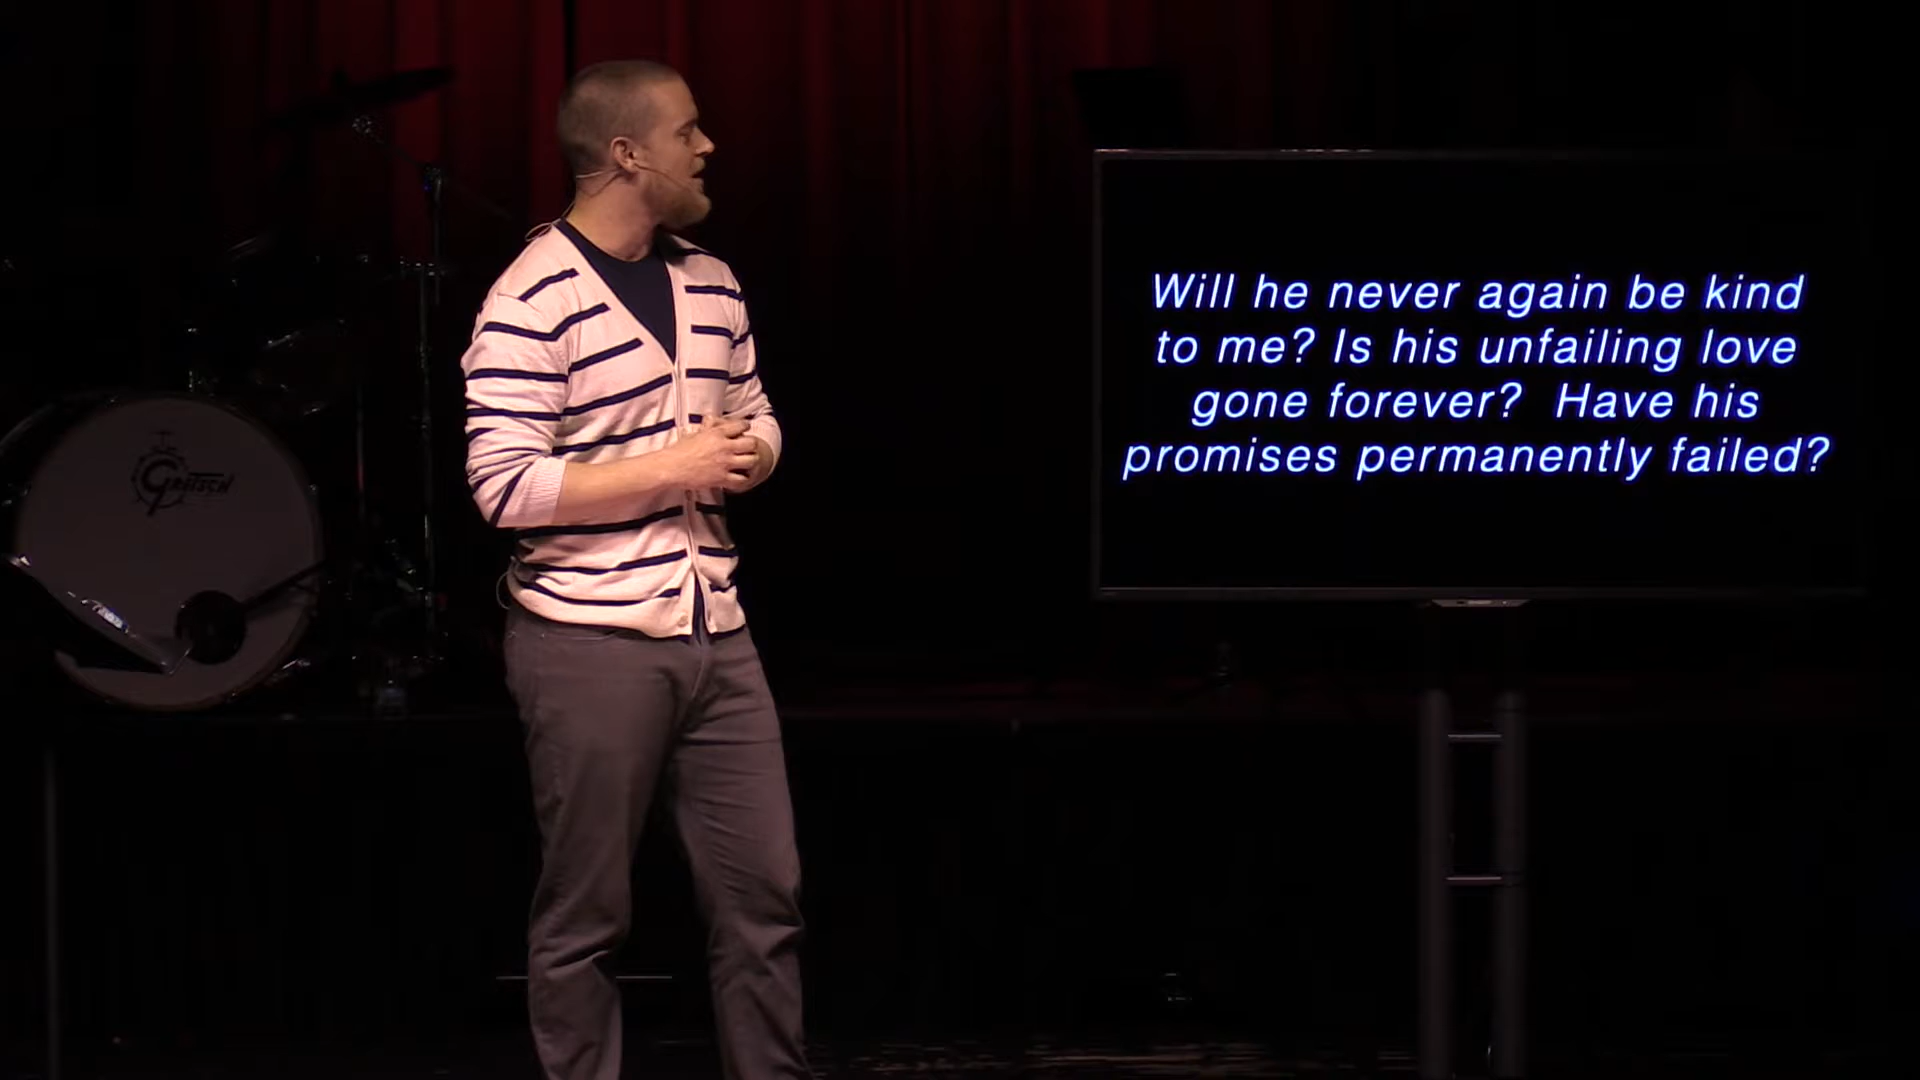 GRETSCH
Will he never again be kind
to me? Is his unfailing love
gone forever?  Have his
promises permanently failed?